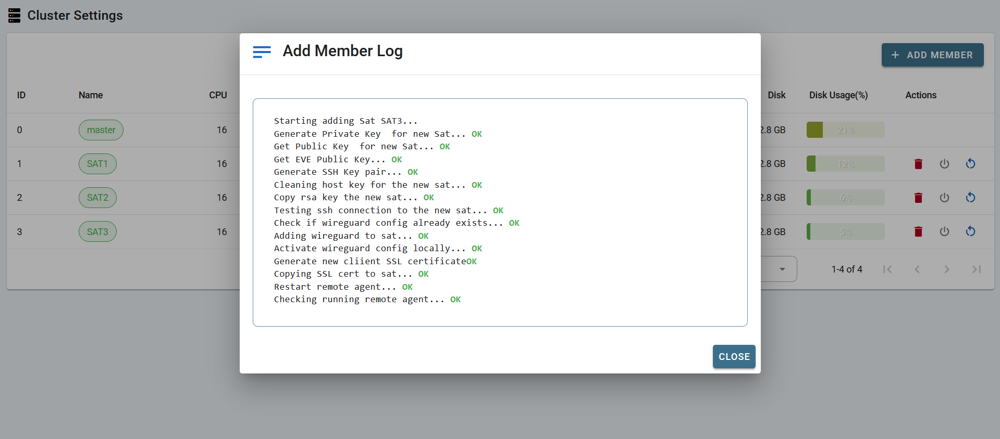 Cluster Settings
Add Member Log
+ ADD MEMBER
ID Name CPU Disk Disk Usage(%) Actions
0 master 16 2.8 GB 21%
1 SAT1 16 2.8 GB 12%
2 SAT2 16 2.8 GB 6%
3 SAT3 16 2.8 GB 5%
1-4 of 4
Starting adding Sat SAT3...
Generate Private Key  for new Sat... OK
Get Public Key  for new Sat... OK
Get EVE Public Key... OK
Generate SSH Key pair... OK
Cleaning host key for the new sat... OK
Copy rsa key the new sat... OK
Testing ssh connection to the new sat... OK
Check if wireguard config already exists... OK
Adding wireguard to sat... OK
Activate wireguard config locally... OK
Generate new cliient SSL certificateOK
Copying SSL cert to sat... OK
Restart remote agent... OK
Checking running remote agent... OK
CLOSE